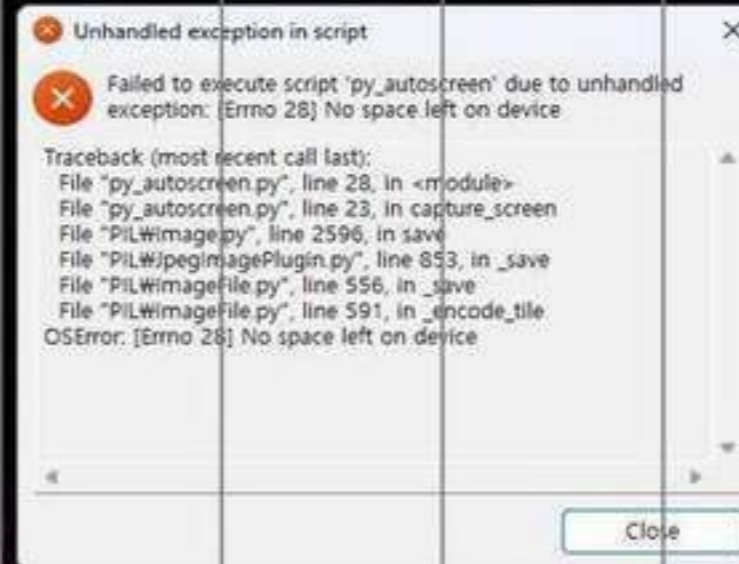 Unhandled exception in script
Failed to execute script 'py_autoscreen' due to unhandled
exception: [Errno 28] No space left on device
Traceback (most recent call last):
File "py_autoscreen.py", line 28, in <module>
File "py_autoscreen.py", line 23, in capture_screen
File "PIL₩Image.py", line 2596, in save
File "PIL₩JpegImagePlugin.py", line 853, in _save
File "PIL₩ImageFile.py", line 556, in _save
File "PIL₩ImageFile.py", line 591, in _encode_tile
OSError: [Errno 28] No space left on device
Close